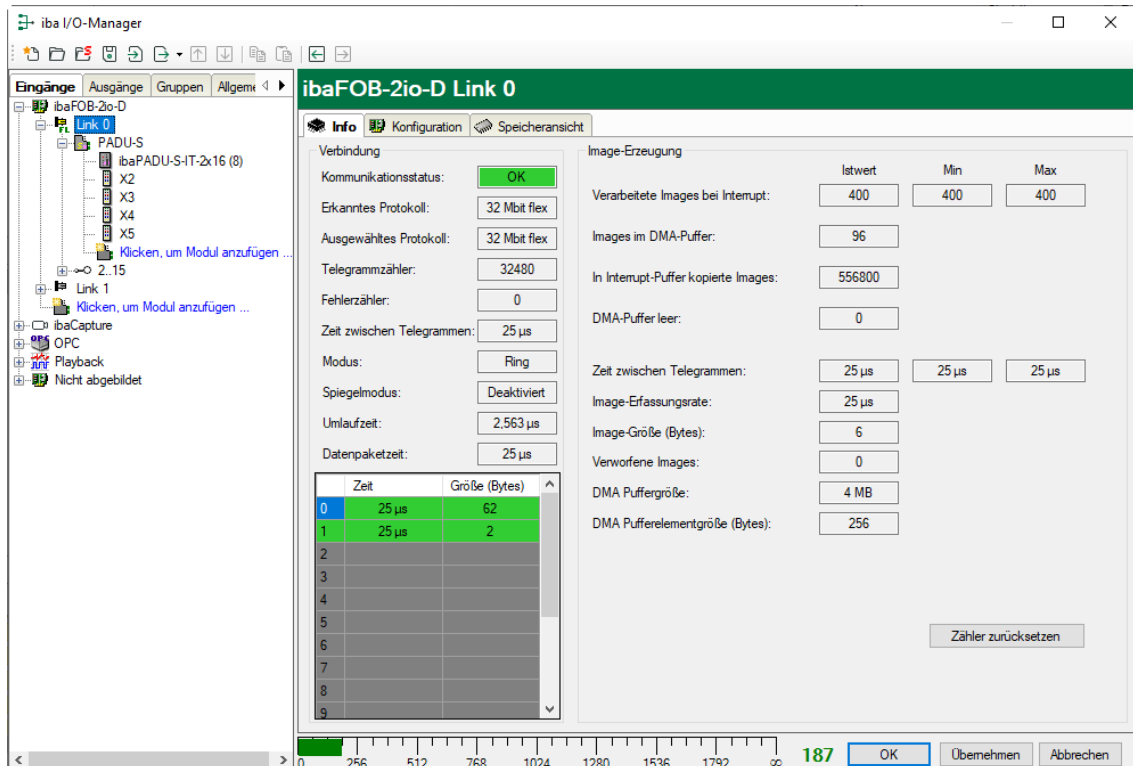 iba I/O-Manager
Eingänge Ausgänge Gruppen Allgeme
ibaFOB-2io-D
Link 0
PADU-S
ibaPADU-S-IT-2x16 (8)
X2
X3
X4
X5
Klicken, um Modul anzufügen ...
2..15
Link 1
Klicken, um Modul anzufügen ...
ibaCapture
OPC
Playback
Nicht abgebildet
ibaFOB-2io-D Link 0
Info Konfiguration Speicheransicht
Verbindung
Kommunikationsstatus: OK
Erkanntes Protokoll: 32 Mbit flex
Ausgewähltes Protokoll: 32 Mbit flex
Telegrammzähler: 32480
Fehlerzähler: 0
Zeit zwischen Telegrammen: 25 µs
Modus: Ring
Spiegelmodus: Deaktiviert
Umlaufzeit: 2,563 µs
Datenpaketzeit: 25 µs
Zeit Größe (Bytes)
0 25 µs 62
1 25 µs 2
2
3
4
5
6
7
8
9
Image-Erzeugung
Istwert Min Max
Verarbeitete Images bei Interrupt: 400 400 400
Images im DMA-Puffer: 96
In Interrupt-Puffer kopierte Images: 556800
DMA-Puffer leer: 0
Zeit zwischen Telegrammen: 25 µs 25 µs 25 µs
Image-Erfassungsrate: 25 µs
Image-Größe (Bytes): 6
Verworfene Images: 0
DMA Puffergröße: 4 MB
DMA Pufferelementgröße (Bytes): 256
Zähler zurücksetzen
0 256 512 768 1024 1280 1536 1792 ∞ 187 OK Übernehmen Abbrechen